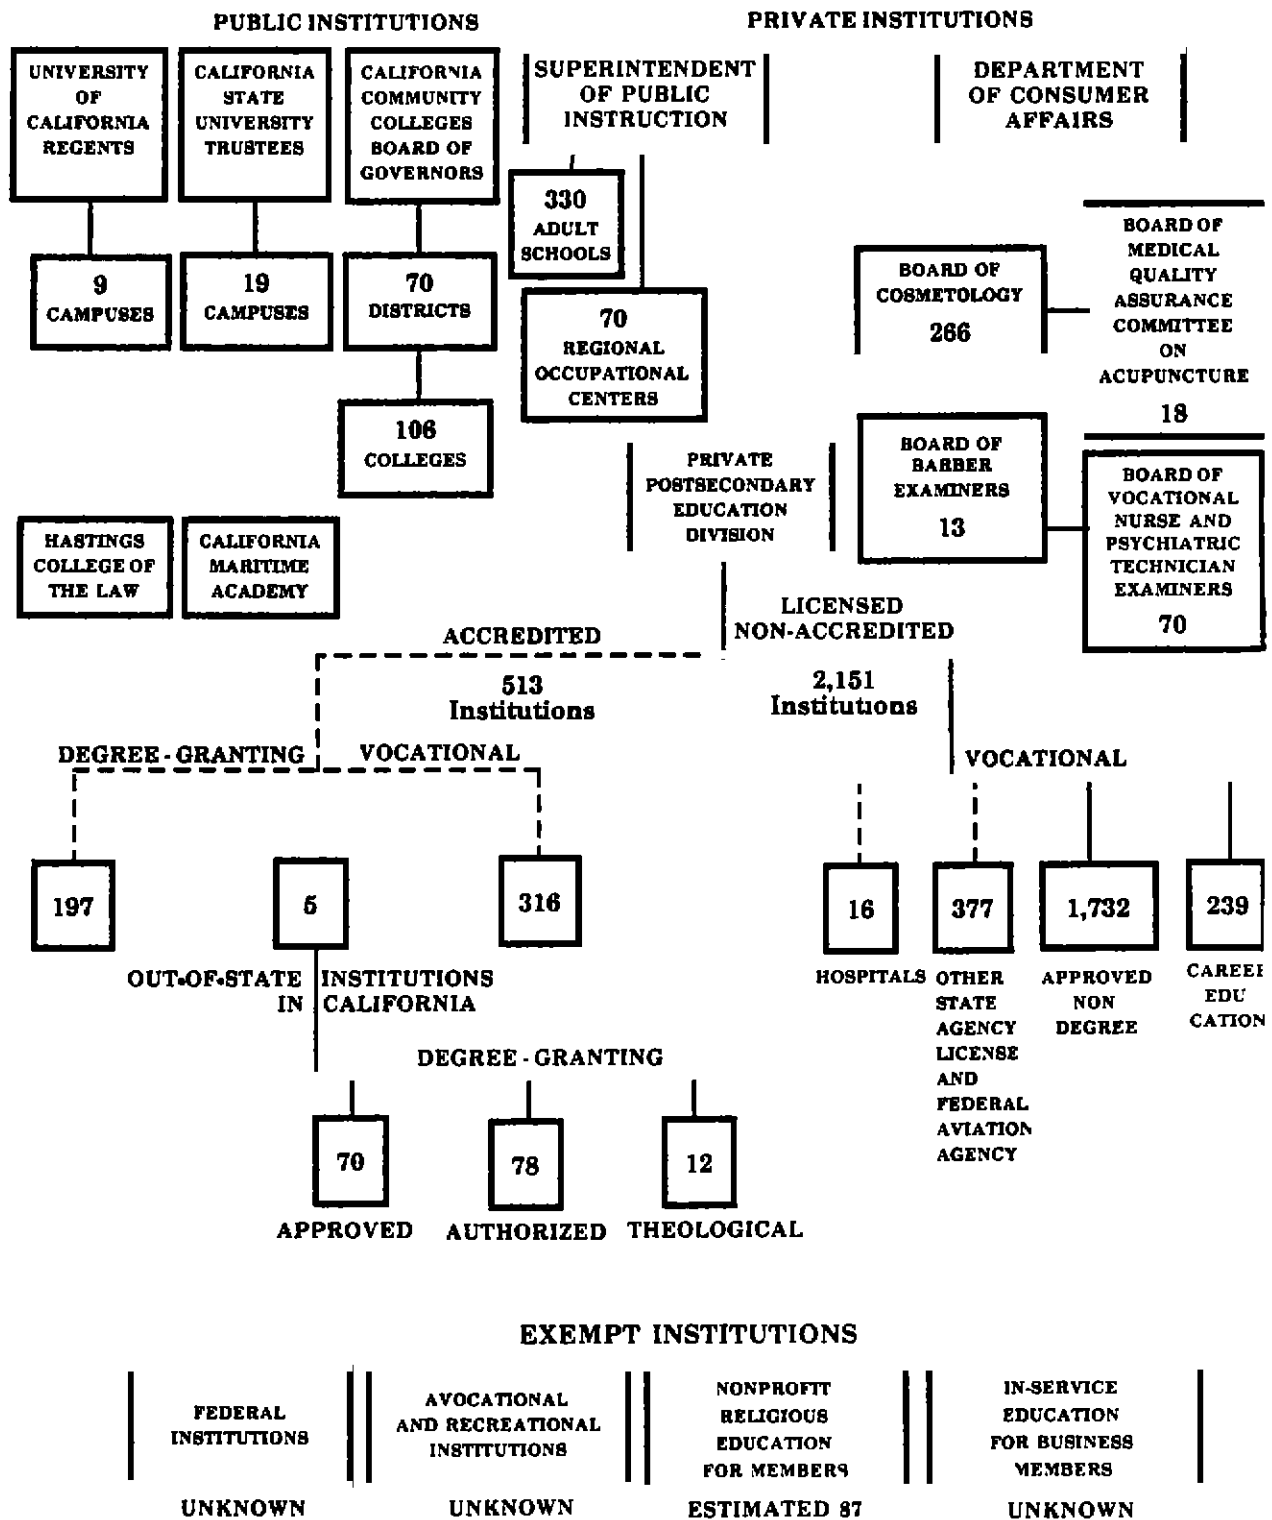 PUBLIC INSTITUTIONS
PRIVATE INSTITUTIONS
UNIVERSITY
OF
CALIFORNIA
REGENTS
CALIFORNIA
STATE
UNIVERSITY
TRUSTEES
CALIFORNIA
COMMUNITY
COLLEGES
BOARD OF
GOVERNORS
SUPERINTENDENT
OF PUBLIC
INSTRUCTION
DEPARTMENT
OF CONSUMER
AFFAIRS
9
CAMPUSES
19
CAMPUSES
70
DISTRICTS
106
COLLEGES
330
ADULT
SCHOOLS
70
REGIONAL
OCCUPATIONAL
CENTERS
BOARD OF
COSMETOLOGY
266
BOARD OF
MEDICAL
QUALITY
ASSURANCE
COMMITTEE
ON
ACUPUNCTURE
18
HASTINGS
COLLEGE OF
THE LAW
CALIFORNIA
MARITIME
ACADEMY
PRIVATE
POSTSECONDARY
EDUCATION
DIVISION
BOARD OF
BARBER
EXAMINERS
13
BOARD OF
VOCATIONAL
NURSE AND
PSYCHIATRIC
TECHNICIAN
EXAMINERS
70
ACCREDITED
513
Institutions
LICENSED
NON-ACCREDITED
2,151
Institutions
DEGREE-GRANTING
VOCATIONAL
VOCATIONAL
197
5
316
16
377
1,732
239
OUT-OF-STATE INSTITUTIONS
IN CALIFORNIA
HOSPITALS
OTHER
STATE
AGENCY
LICENSE
AND
FEDERAL
AVIATION
AGENCY
APPROVED
NON
DEGREE
CAREER
EDU
CATION
DEGREE-GRANTING
70
78
12
APPROVED
AUTHORIZED
THEOLOGICAL
EXEMPT INSTITUTIONS
FEDERAL
INSTITUTIONS
UNKNOWN
AVOCATIONAL
AND RECREATIONAL
INSTITUTIONS
UNKNOWN
NONPROFIT
RELIGIOUS
EDUCATION
FOR MEMBERS
ESTIMATED 87
IN-SERVICE
EDUCATION
FOR BUSINESS
MEMBERS
UNKNOWN